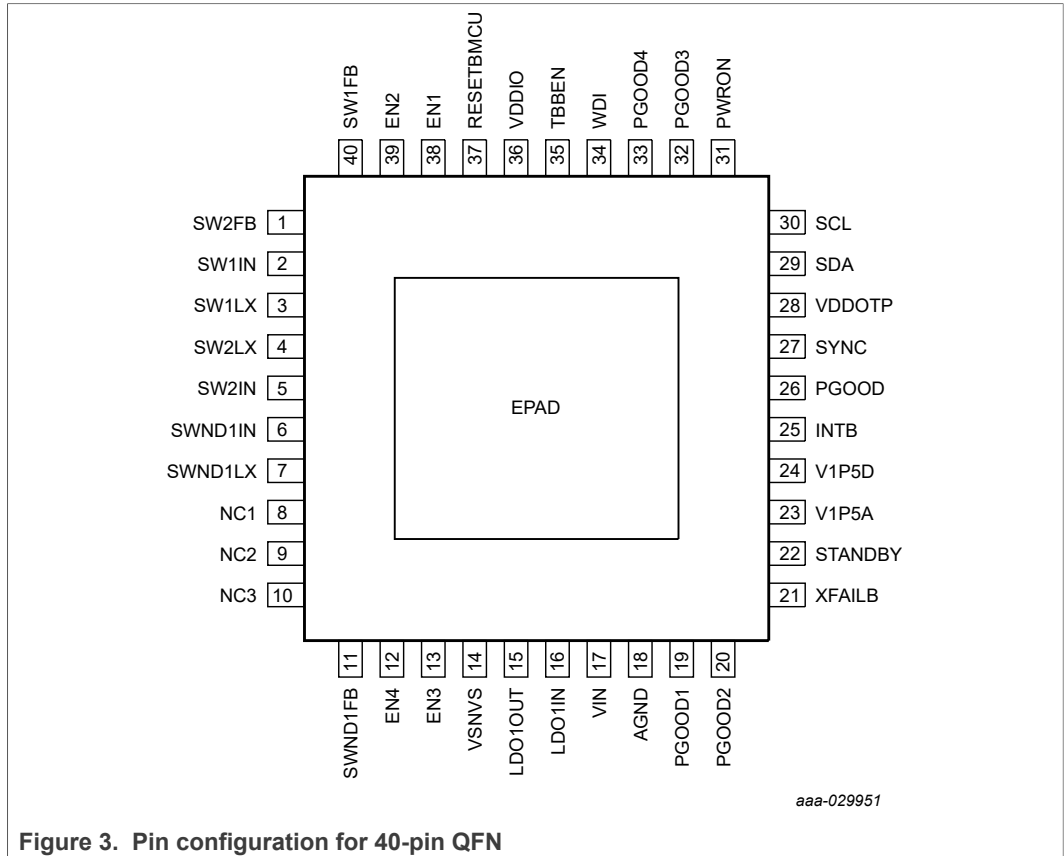 SW1FB
EN2
EN1
RESETBMCU
VDDIO
TBBEN
WDI
PGOOD4
PGOOD3
PWRON
40
39
38
37
36
35
34
33
32
31
SW2FB 1
SW1IN 2
SW1LX 3
SW2LX 4
SW2IN 5
SWND1IN 6
SWND1LX 7
NC1 8
NC2 9
NC3 10
EPAD
30 SCL
29 SDA
28 VDDOTP
27 SYNC
26 PGOOD
25 INTB
24 V1P5D
23 V1P5A
22 STANDBY
21 XFAILB
11
12
13
14
15
16
17
18
19
20
SWND1FB
EN4
EN3
VSNVS
LDO1OUT
LDO1IN
VIN
AGND
PGOOD1
PGOOD2
aaa-029951
Figure 3. Pin configuration for 40-pin QFN